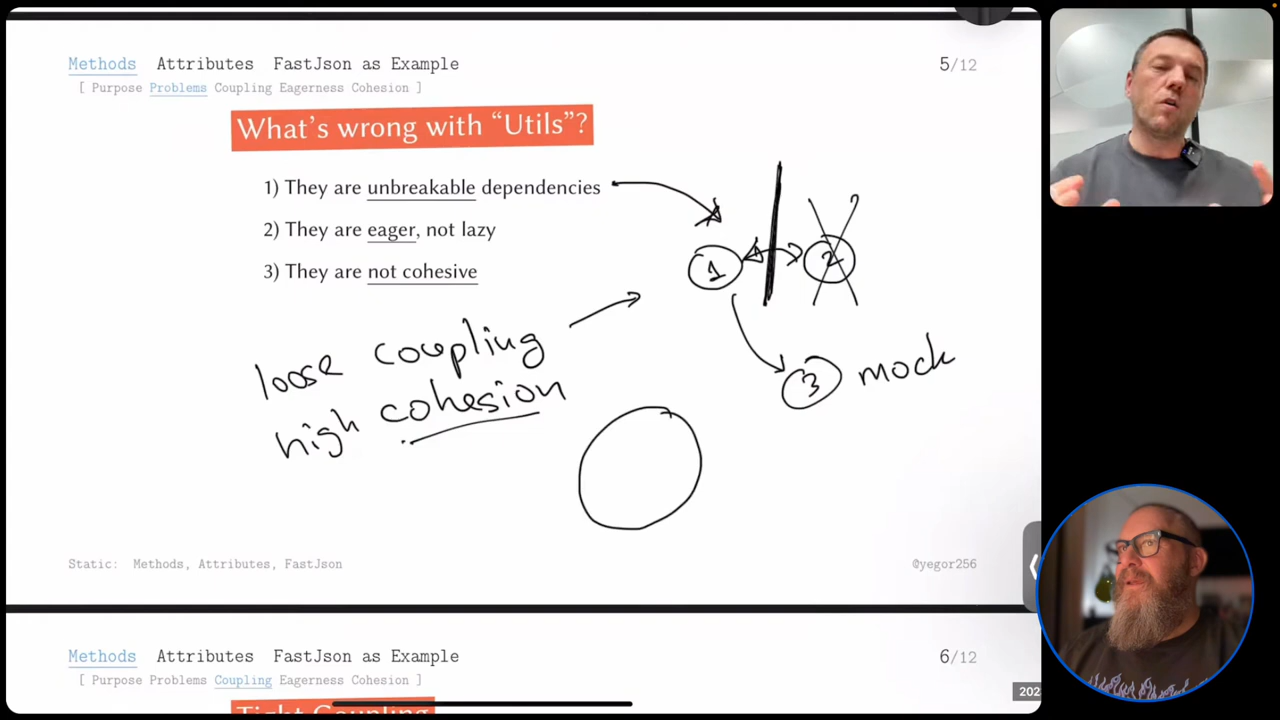 Methods Attributes FastJson as Example
5/12
[ Purpose Problems Coupling Eagerness Cohesion ]
What's wrong with “Utils”?
1) They are unbreakable dependencies
2) They are eager, not lazy
3) They are not cohesive
1
2
loose coupling
high cohesion
3 mock
Static: Methods, Attributes, FastJson
@yegor256
Methods Attributes FastJson as Example
6/12
[ Purpose Problems Coupling Eagerness Cohesion ]
202
Tight Coupling